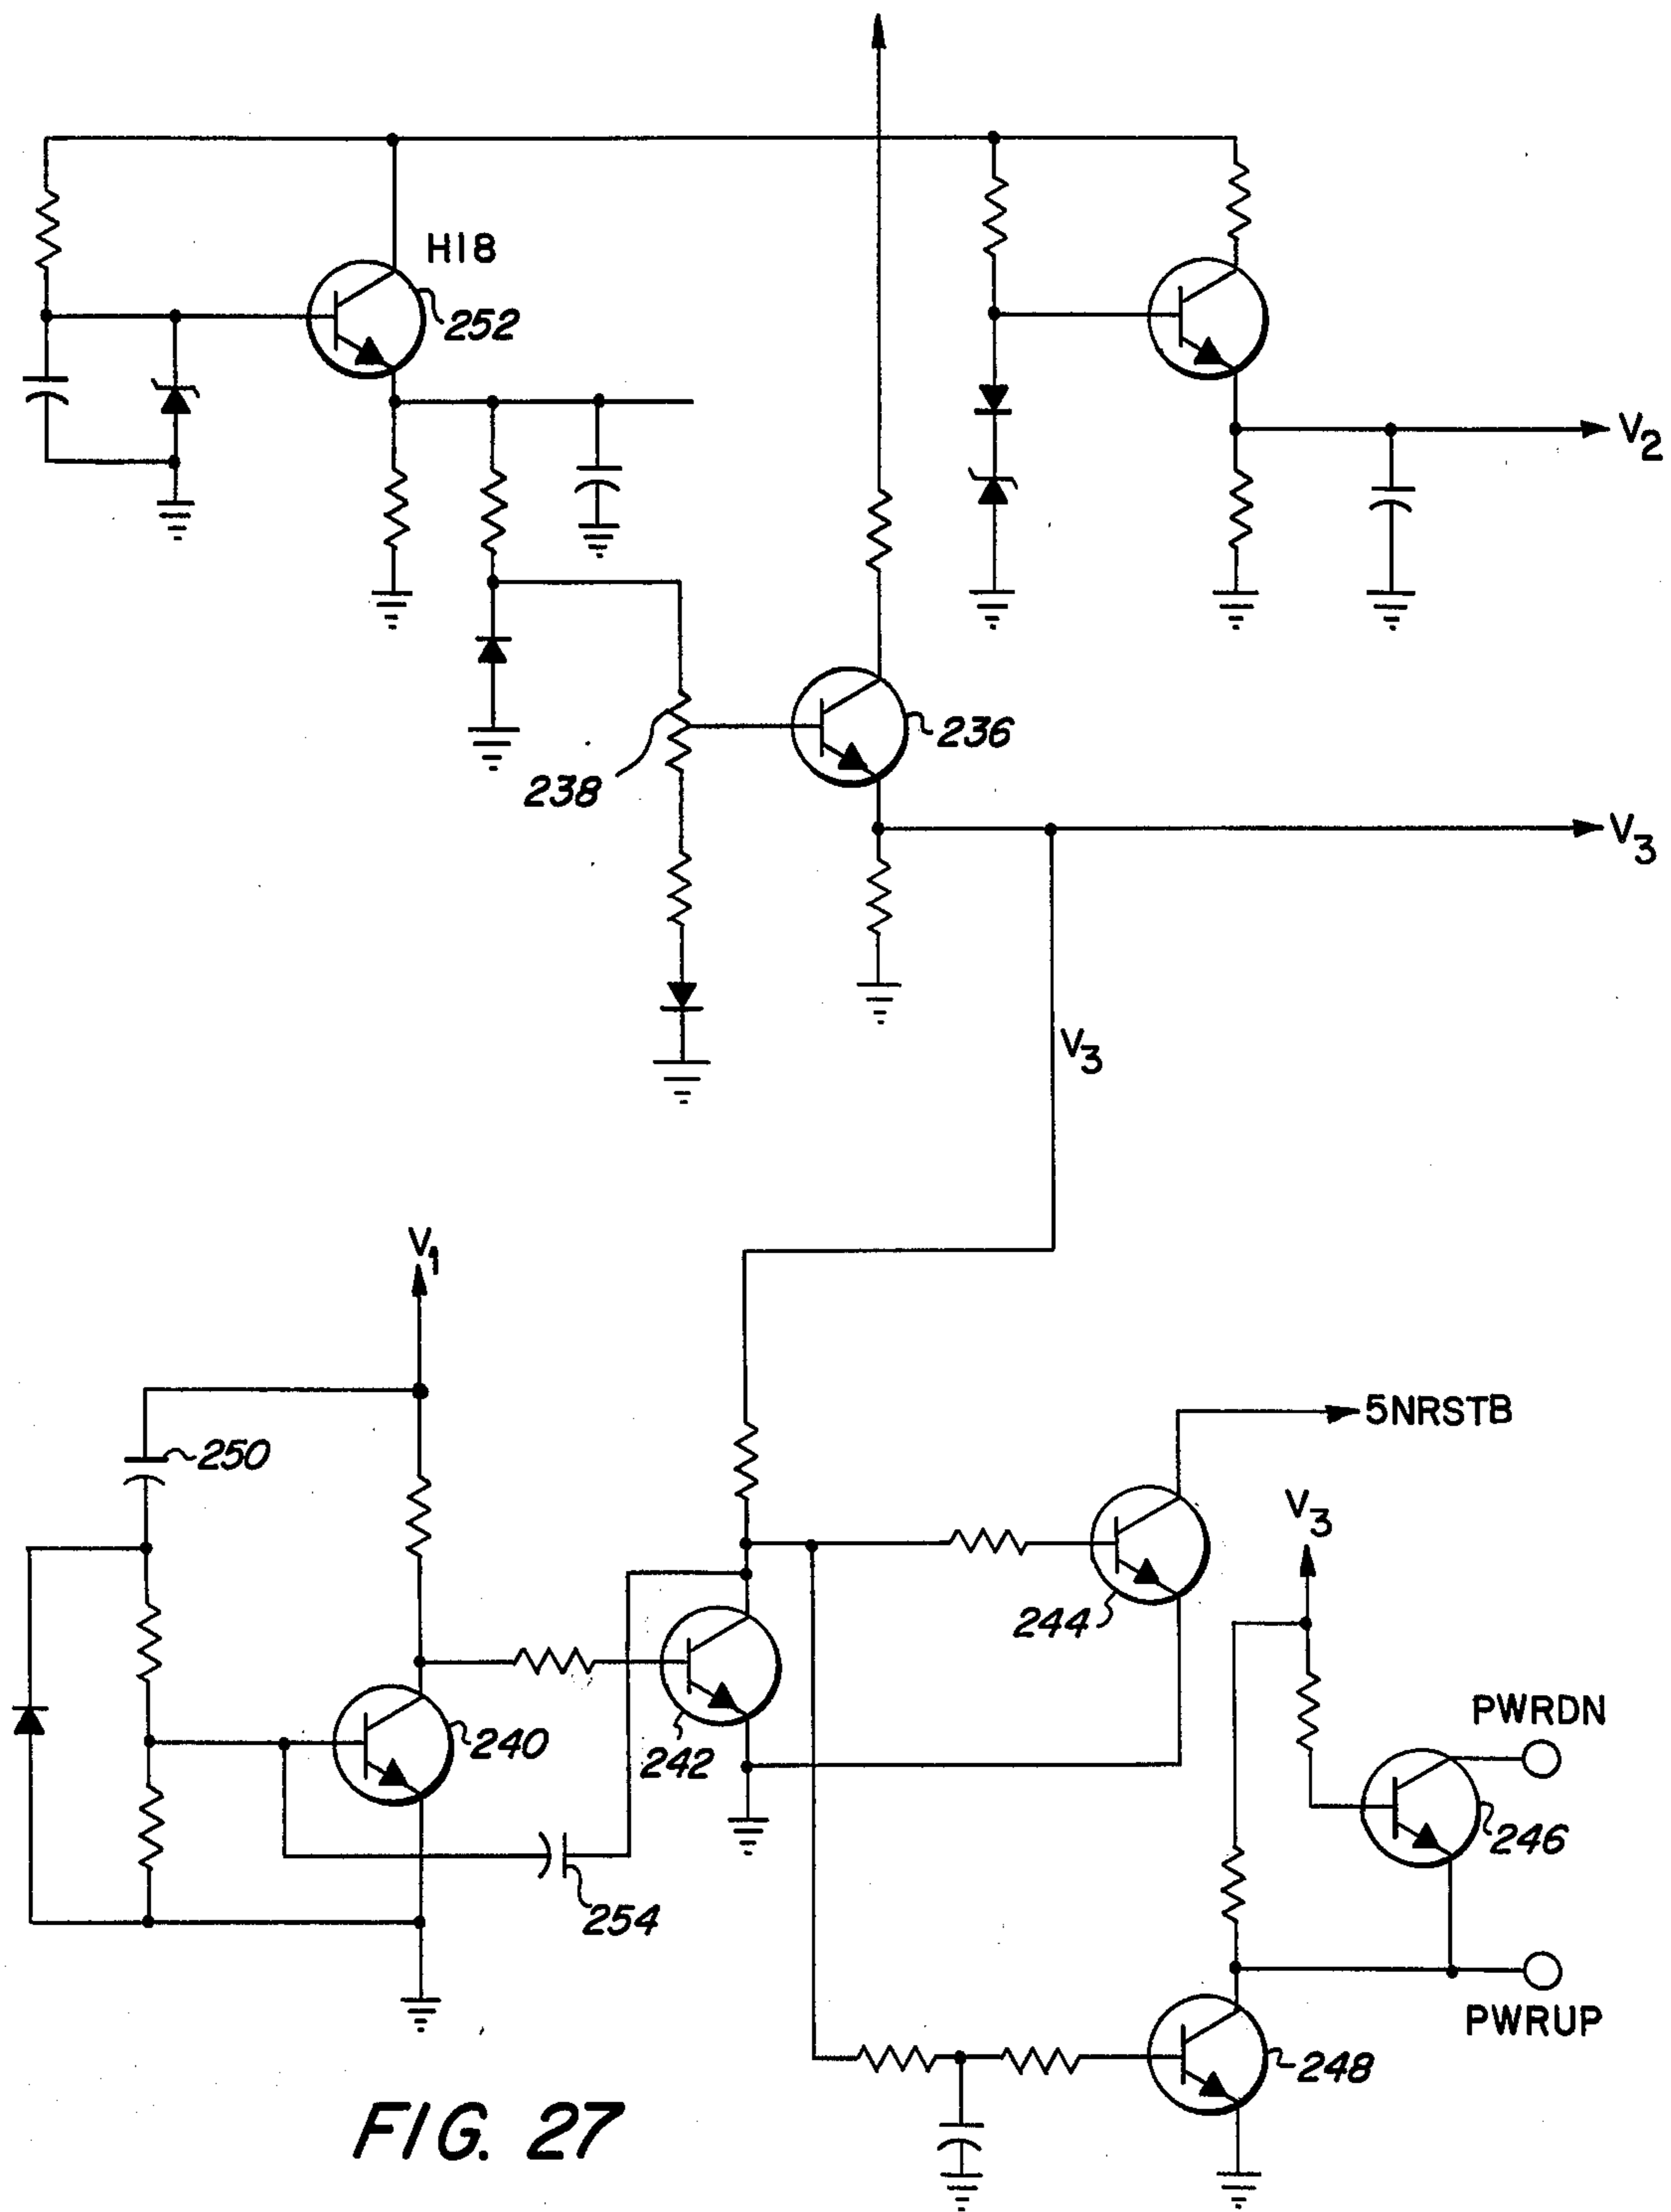 H18
252
V2
236
238
V3
V3
V1
5NRSTB
250
V3
244
PWRDN
240
242
246
254
PWRUP
248
FIG. 27